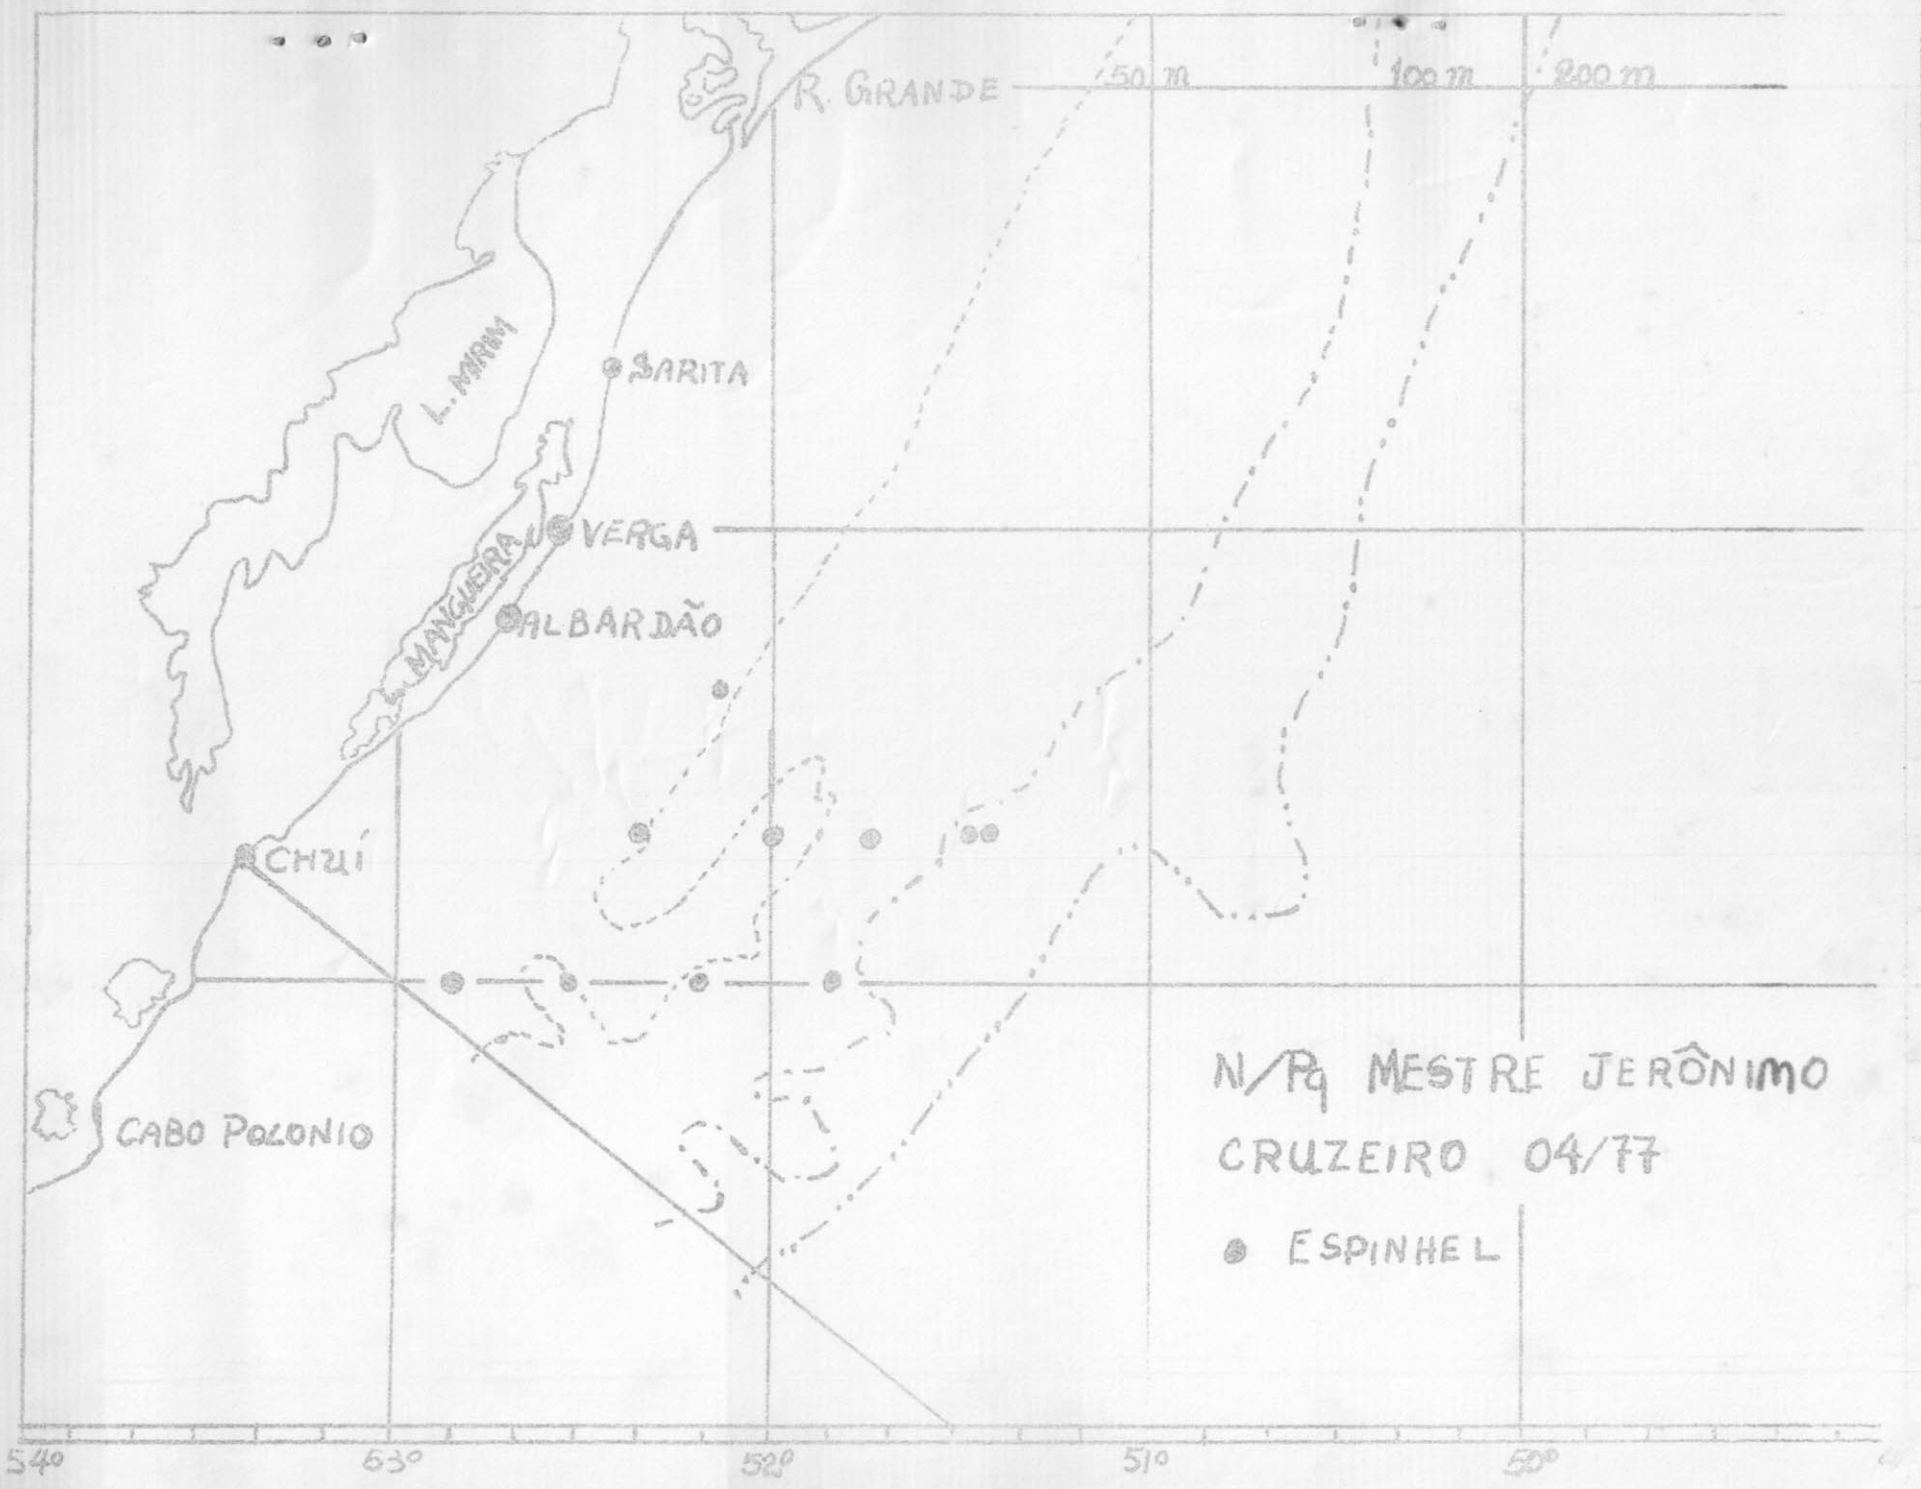 R. GRANDE
50 m
100 m
200 m
L. MIRIM
SARITA
VERGA
MANGUEIRA
ALBARDÃO
CHUÍ
CABO POLONIO
N/Pq MESTRE JERÔNIMO
CRUZEIRO 04/77
● ESPINHEL
54° 63° 52° 51° 50°